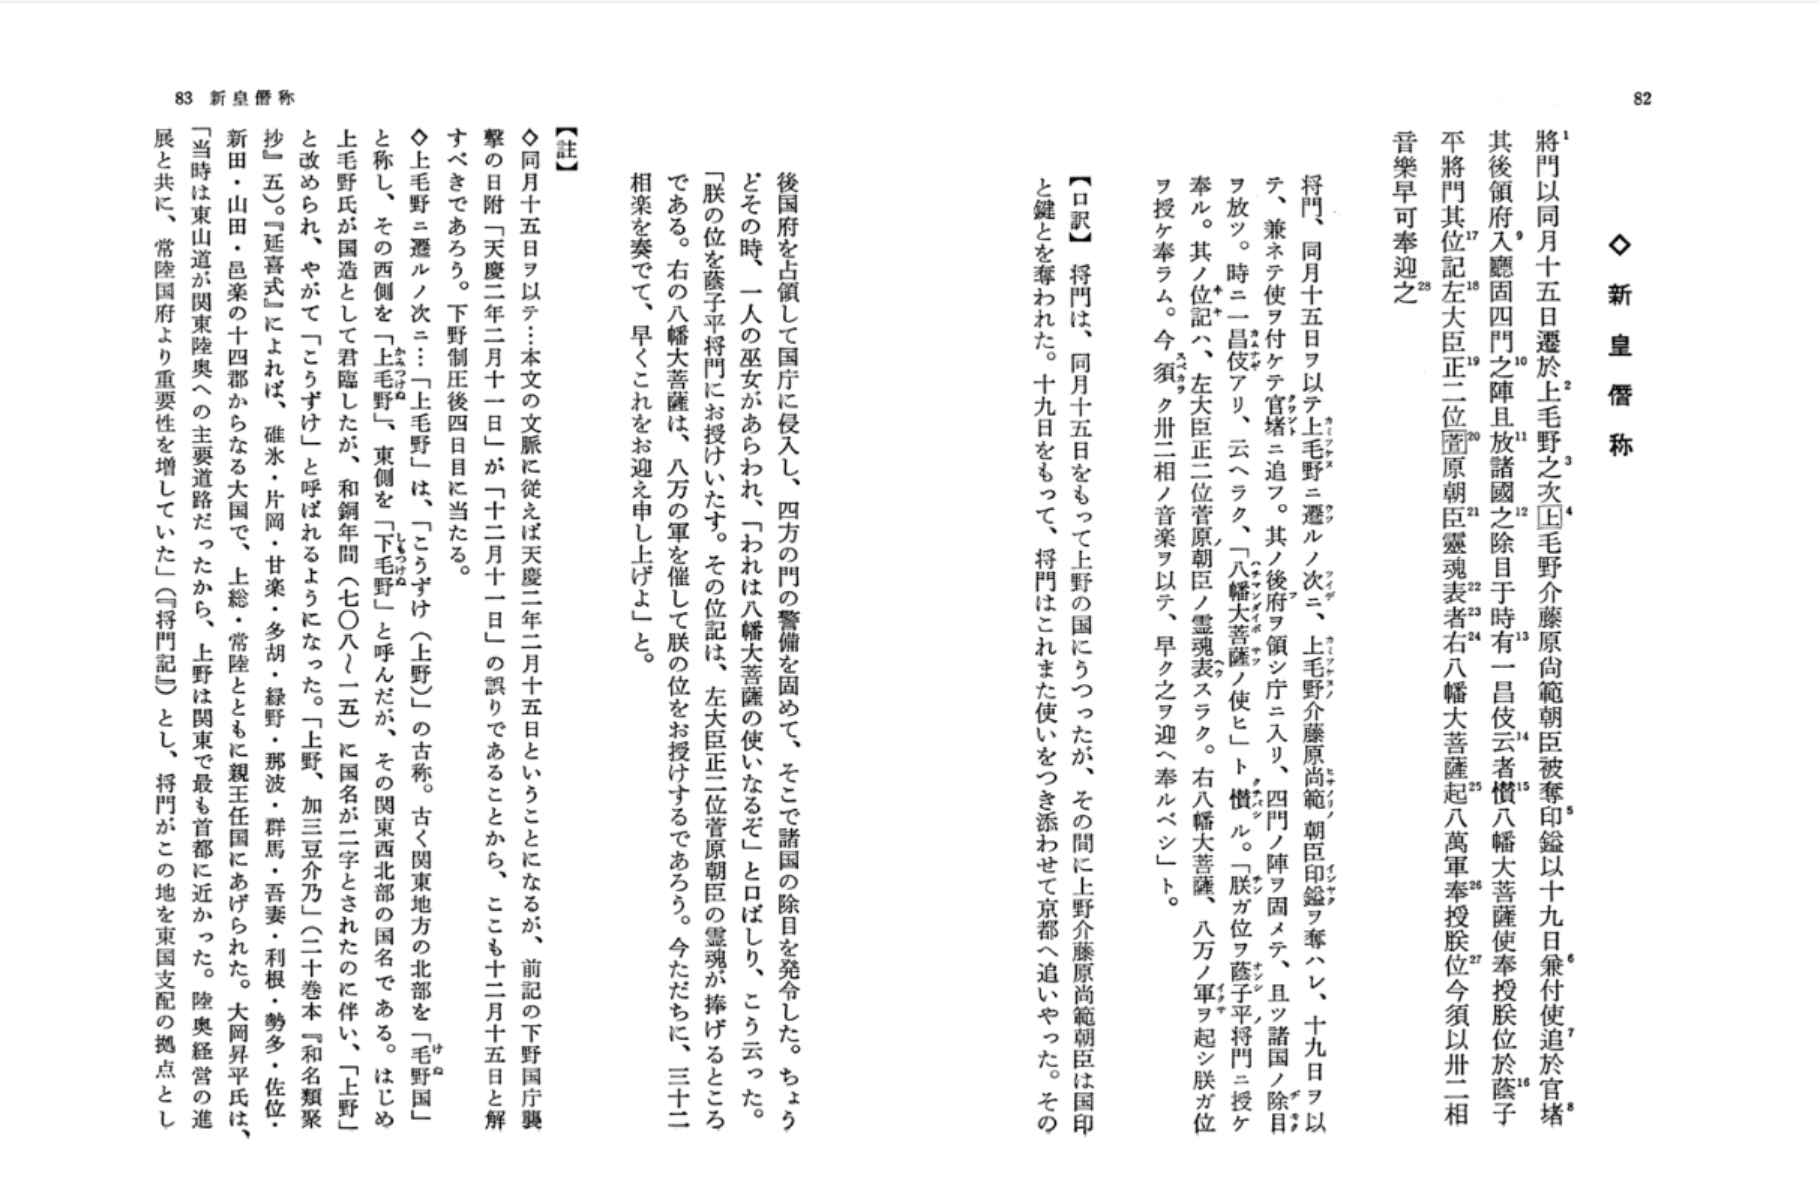 82
◇新皇僭称
將門以同月十五日遷於上毛野之次上毛野介藤原尙範朝臣被奪印鎰以十九日兼付使追於官堵
其後領府入廳固四門之陣且放諸國之除目于時有一昌伎云者憤八幡大菩薩使奉授朕位於蔭子
平將門其位記左大臣正二位菅原朝臣靈魂表者右八幡大菩薩起八萬軍奉授朕位今須以卅二相
音樂早可奉迎之
将門、同月十五日ヲ以テ上毛野ニ遷ルノ次ニ、上毛野介藤原尚範朝臣印鎰ヲ奪ハレ、十九日ヲ以
テ、兼ネテ使ヲ付ケテ官堵ニ追フ。其ノ後府ヲ領シ庁ニ入リ、四門ノ陣ヲ固メテ、且ツ諸国ノ除目
ヲ放ツ。時ニ一昌伎アリ、云ヘラク、「八幡大菩薩ノ使ヒ」ト憤ル。「朕ガ位ヲ蔭子平将門ニ授ケ
奉ル。其ノ位記ハ、左大臣正二位菅原朝臣ノ霊魂表スラク。右八幡大菩薩、八万ノ軍ヲ起シ朕ガ位
ヲ授ケ奉ラム。今須ク卅二相ノ音楽ヲ以テ、早ク之ヲ迎ヘ奉ルベシ」ト。
【口訳】 将門は、同月十五日をもって上野の国にうつったが、その間に上野介藤原尚範朝臣は国印
と鍵とを奪われた。十九日をもって、将門はこれまた使いをつき添わせて京都へ追いやった。その
83 新皇僭称
後国府を占領して国庁に侵入し、四方の門の警備を固めて、そこで諸国の除目を発令した。ちょう
どその時、一人の巫女があらわれ、「われは八幡大菩薩の使いなるぞ」と口ばしり、こう云った。
「朕の位を蔭子平将門にお授けいたす。その位記は、左大臣正二位菅原朝臣の霊魂が捧げるところ
である。右の八幡大菩薩は、八万の軍を催して朕の位をお授けするであろう。今ただちに、三十二
相楽を奏でて、早くこれをお迎え申し上げよ」と。
【註】
◇同月十五日ヲ以テ…本文の文脈に従えば天慶二年二月十五日ということになるが、前記の下野国庁襲
撃の日附「天慶二年二月十一日」が「十二月十一日」の誤りであることから、ここも十二月十五日と解
すべきであろう。下野制圧後四日目に当たる。
◇上毛野ニ遷ルノ次ニ…「上毛野」は、「こうずけ（上野）」の古称。古く関東地方の北部を「毛野国」
と称し、その西側を「上毛野」、東側を「下毛野」と呼んだが、その関東西北部の国名である。はじめ
上毛野氏が国造として君臨したが、和銅年間（七〇八〜一五）に国名が二字とされたのに伴い、「上野」
と改められ、やがて「こうずけ」と呼ばれるようになった。「上野、加三豆介乃」（二十巻本『和名類聚
抄』五）。『延喜式』によれば、碓氷・片岡・甘楽・多胡・緑野・那波・群馬・吾妻・利根・勢多・佐位・
新田・山田・邑楽の十四郡からなる大国で、上総・常陸とともに親王任国にあげられた。大岡昇平氏は、
「当時は東山道が関東陸奥への主要道路だったから、上野は関東で最も首都に近かった。陸奥経営の進
展と共に、常陸国府より重要性を増していた」（『将門記』）とし、将門がこの地を東国支配の拠点とし